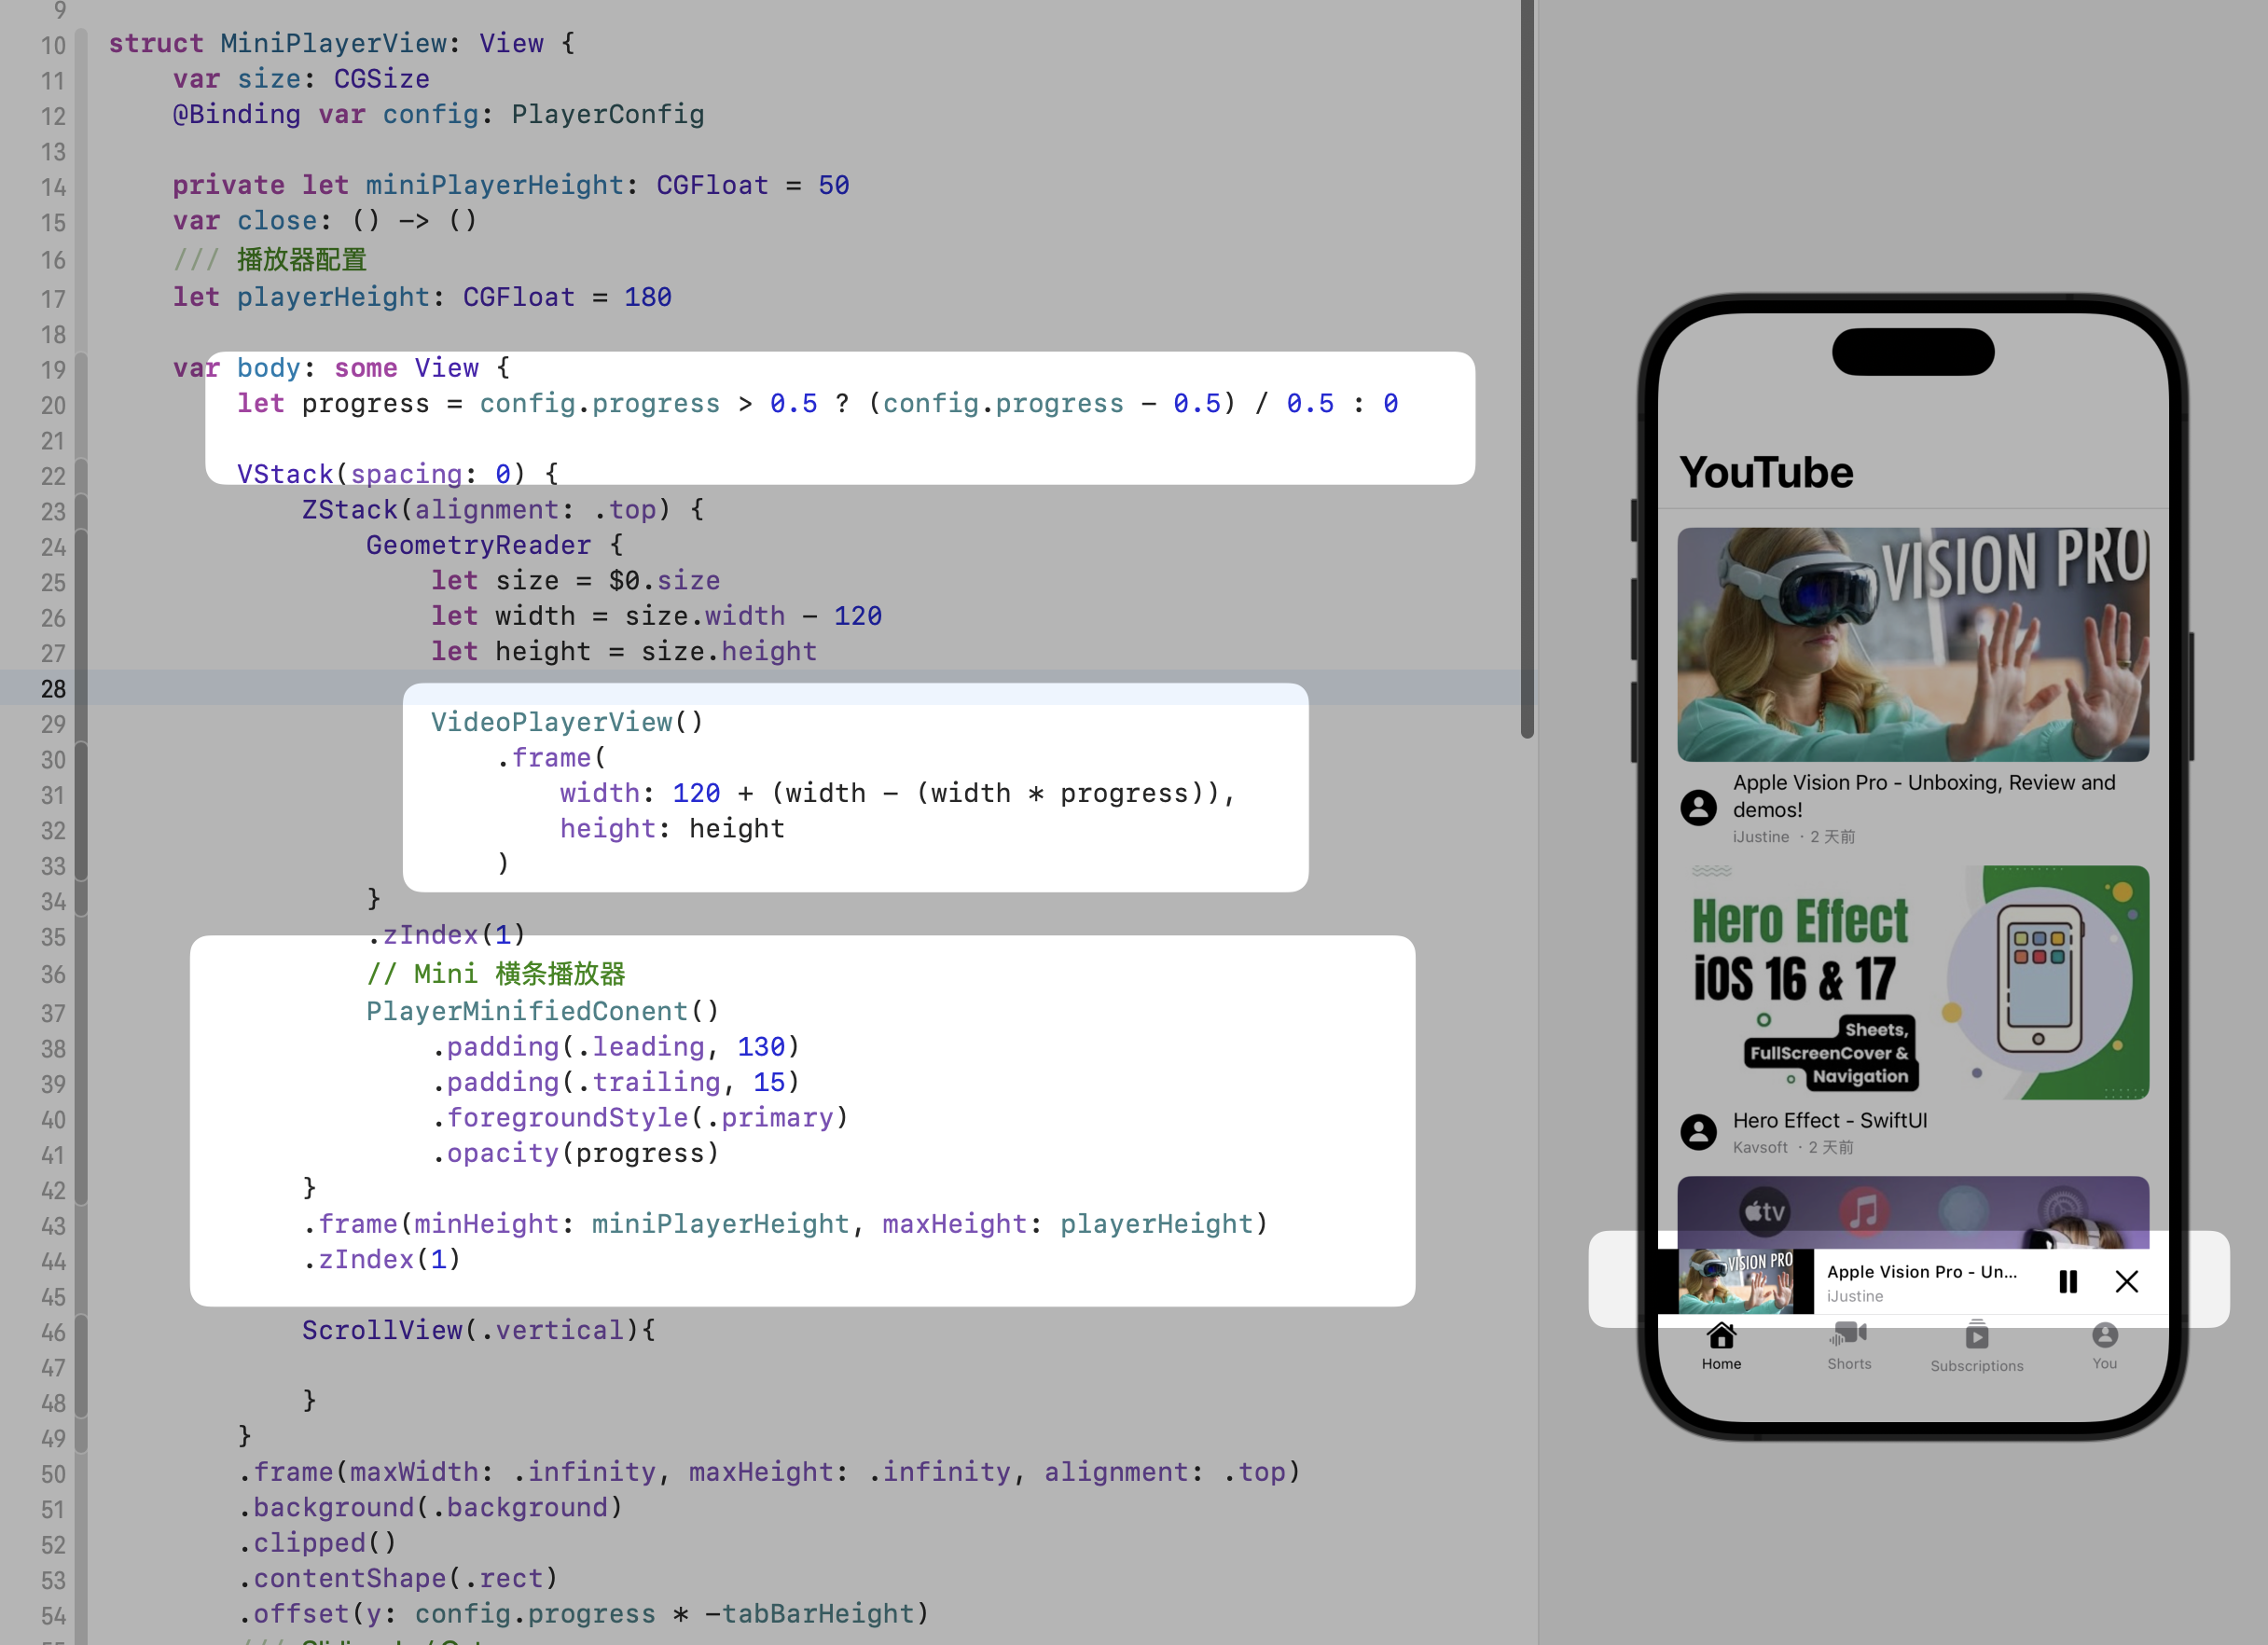 9
10 struct MiniPlayerView: View {
11 var size: CGSize
12 @Binding var config: PlayerConfig
13
14 private let miniPlayerHeight: CGFloat = 50
15 var close: () -> ()
16 /// 播放器配置
17 let playerHeight: CGFloat = 180
18
19 var body: some View {
20 let progress = config.progress > 0.5 ? (config.progress - 0.5) / 0.5 : 0
21
22 VStack(spacing: 0) {
23 ZStack(alignment: .top) {
24 GeometryReader {
25 let size = $0.size
26 let width = size.width - 120
27 let height = size.height
28
29 VideoPlayerView()
30 .frame(
31 width: 120 + (width - (width * progress)),
32 height: height
33 )
34 }
35 .zIndex(1)
36 // Mini 横条播放器
37 PlayerMinifiedConent()
38 .padding(.leading, 130)
39 .padding(.trailing, 15)
40 .foregroundStyle(.primary)
41 .opacity(progress)
42 }
43 .frame(minHeight: miniPlayerHeight, maxHeight: playerHeight)
44 .zIndex(1)
45
46 ScrollView(.vertical){
47
48 }
49 }
50 .frame(maxWidth: .infinity, maxHeight: .infinity, alignment: .top)
51 .background(.background)
52 .clipped()
53 .contentShape(.rect)
54 .offset(y: config.progress * -tabBarHeight)
YouTube
VISION PRO
Apple Vision Pro - Unboxing, Review and
demos!
iJustine · 2 天前
Hero Effect
iOS 16 & 17
Sheets,
FullScreenCover &
Navigation
Hero Effect - SwiftUI
Kavsoft · 2 天前
tv
VISION PRO
Apple Vision Pro - Un...
iJustine
Home
Shorts
Subscriptions
You